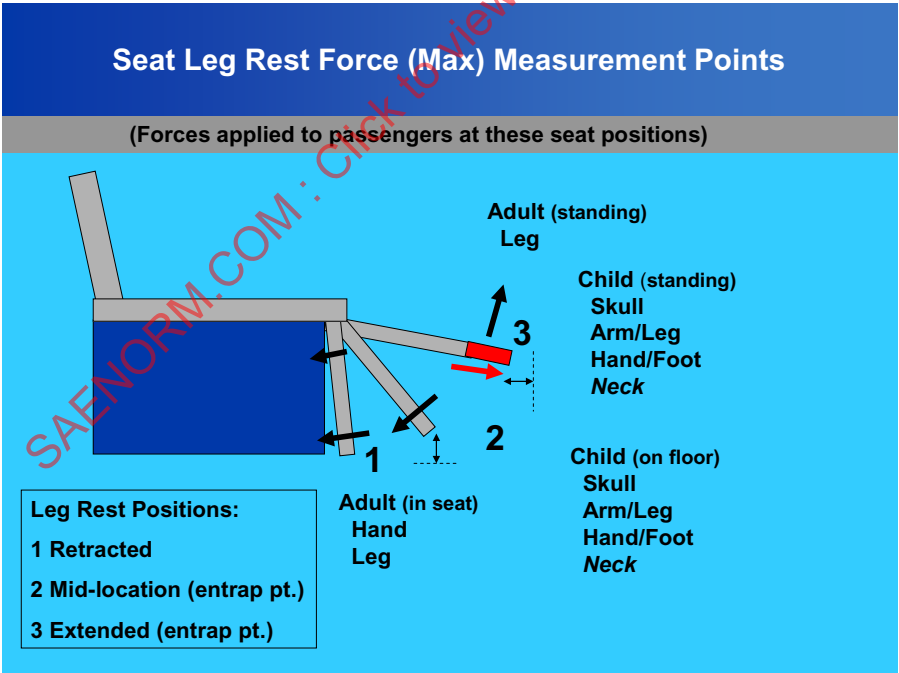 Seat Leg Rest Force (Max) Measurement Points
(Forces applied to passengers at these seat positions)
Adult (standing)
Leg
Child (standing)
Skull
Arm/Leg
Hand/Foot
Neck
3
2
1
Child (on floor)
Skull
Arm/Leg
Hand/Foot
Neck
Adult (in seat)
Hand
Leg
Leg Rest Positions:
1 Retracted
2 Mid-location (entrap pt.)
3 Extended (entrap pt.)
SAENORM.COM : Click to view